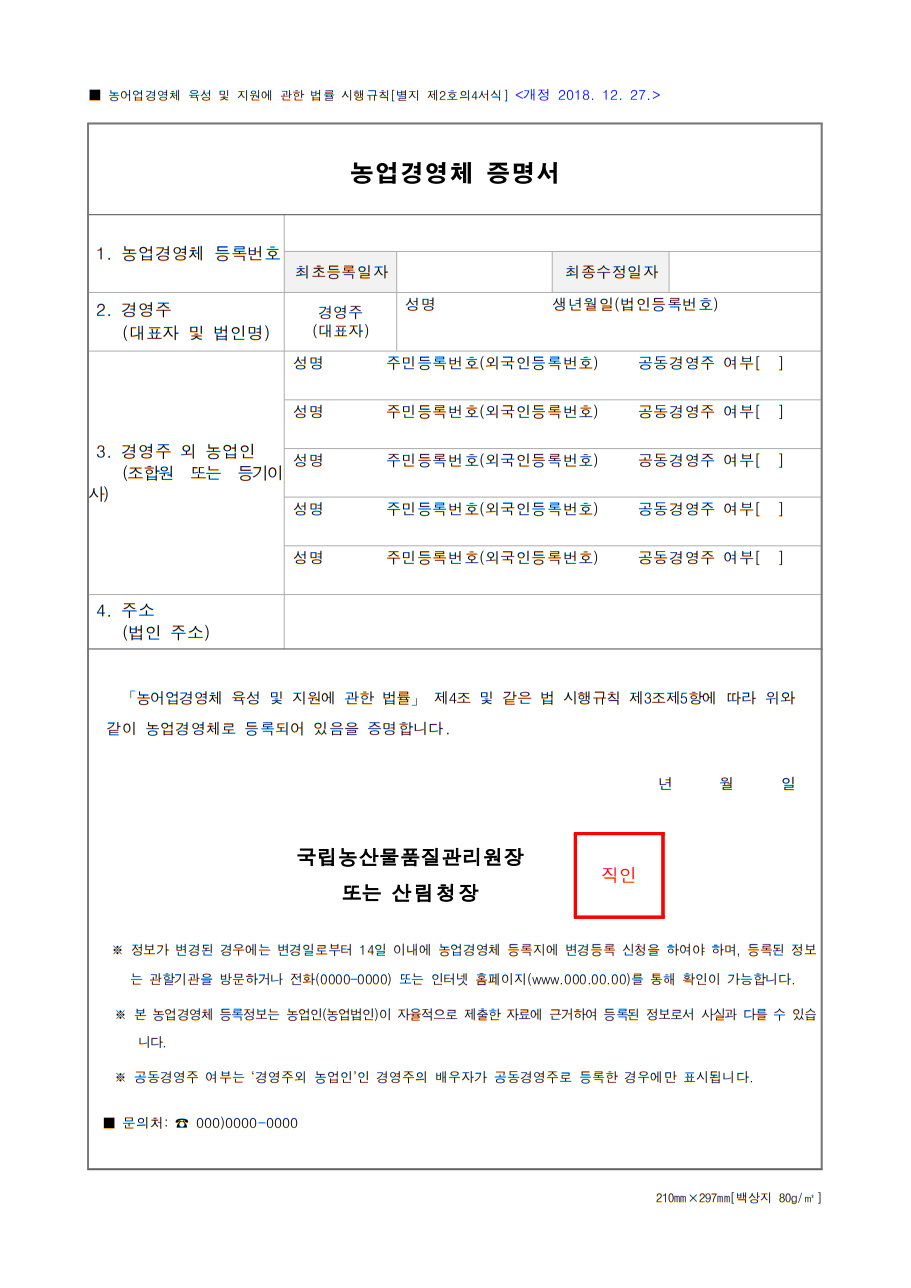 ■ 농어업경영체 육성 및 지원에 관한 법률 시행규칙[별지 제2호의4서식] <개정 2018. 12. 27.>
농업경영체 증명서
1. 농업경영체 등록번호
최초등록일자 최종수정일자
2. 경영주
(대표자 및 법인명)
경영주
(대표자)
성명 생년월일(법인등록번호)
3. 경영주 외 농업인
(조합원 또는 등기이
사)
성명 주민등록번호(외국인등록번호) 공동경영주 여부[ ]
성명 주민등록번호(외국인등록번호) 공동경영주 여부[ ]
성명 주민등록번호(외국인등록번호) 공동경영주 여부[ ]
성명 주민등록번호(외국인등록번호) 공동경영주 여부[ ]
성명 주민등록번호(외국인등록번호) 공동경영주 여부[ ]
4. 주소
(법인 주소)
「농어업경영체 육성 및 지원에 관한 법률」 제4조 및 같은 법 시행규칙 제3조제5항에 따라 위와
같이 농업경영체로 등록되어 있음을 증명합니다.
년 월 일
국립농산물품질관리원장
또는 산림청장
직인
※ 정보가 변경된 경우에는 변경일로부터 14일 이내에 농업경영체 등록지에 변경등록 신청을 하여야 하며, 등록된 정보
는 관할기관을 방문하거나 전화(0000-0000) 또는 인터넷 홈페이지(www.000.00.00)를 통해 확인이 가능합니다.
※ 본 농업경영체 등록정보는 농업인(농업법인)이 자율적으로 제출한 자료에 근거하여 등록된 정보로서 사실과 다를 수 있습
니다.
※ 공동경영주 여부는 ‘경영주외 농업인’인 경영주의 배우자가 공동경영주로 등록한 경우에만 표시됩니다.
■ 문의처: ☎ 000)0000-0000
210㎜×297㎜[백상지 80g/㎡]